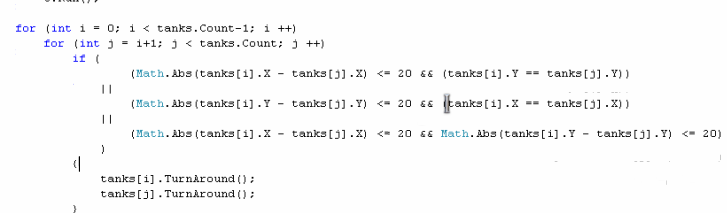 for (int i = 0; i < tanks.Count-1; i ++)
for (int j = i+1; j < tanks.Count; j ++)
if (
(Math.Abs(tanks[i].X - tanks[j].X) <= 20 && (tanks[i].Y == tanks[j].Y))
||
(Math.Abs(tanks[i].Y - tanks[j].Y) <= 20 && (tanks[i].X == tanks[j].X))
||
(Math.Abs(tanks[i].X - tanks[j].X) <= 20 && Math.Abs(tanks[i].Y - tanks[j].Y) <= 20)
)
{
tanks[i].TurnAround();
tanks[j].TurnAround();
}